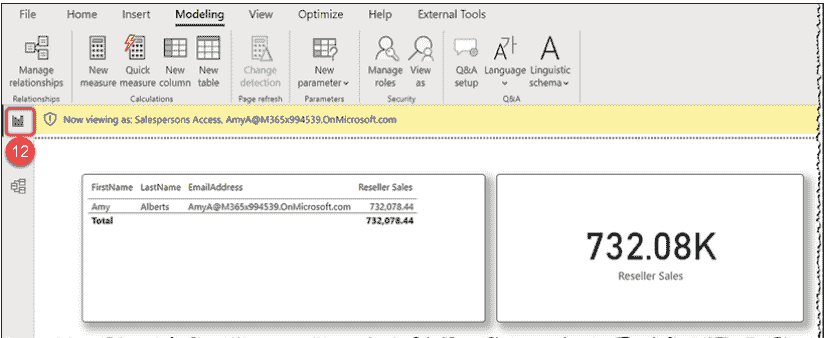 File Home Insert Modeling View Optimize Help External Tools
Manage relationships
New measure
Quick measure
New column
New table
Change detection
New parameter
Manage roles
View as
Q&A setup
Language
Linguistic schema
Relationships Calculations Page refresh Parameters Security Q&A
Now viewing as: Salespersons Access, AmyA@M365x994539.OnMicrosoft.com
12
FirstName LastName EmailAddress Reseller Sales
Amy Alberts AmyA@M365x994539.OnMicrosoft.com 732,078.44
Total 732,078.44
732.08K
Reseller Sales